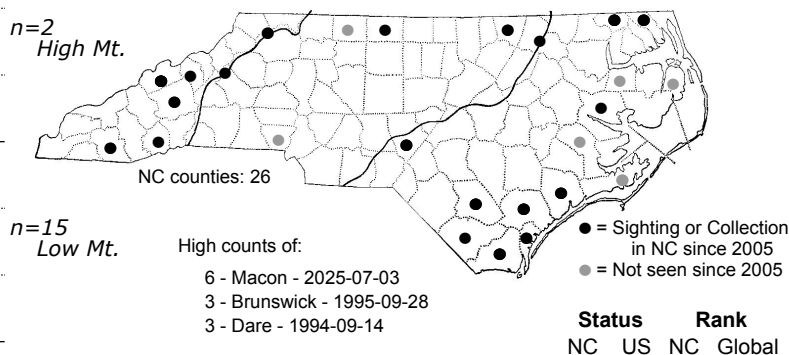 n=2
High Mt.
NC counties: 26
n=15
Low Mt.
High counts of:
6 - Macon - 2025-07-03
3 - Brunswick - 1995-09-28
3 - Dare - 1994-09-14
= Sighting or Collection
in NC since 2005
= Not seen since 2005
Status Rank
NC US NC Global